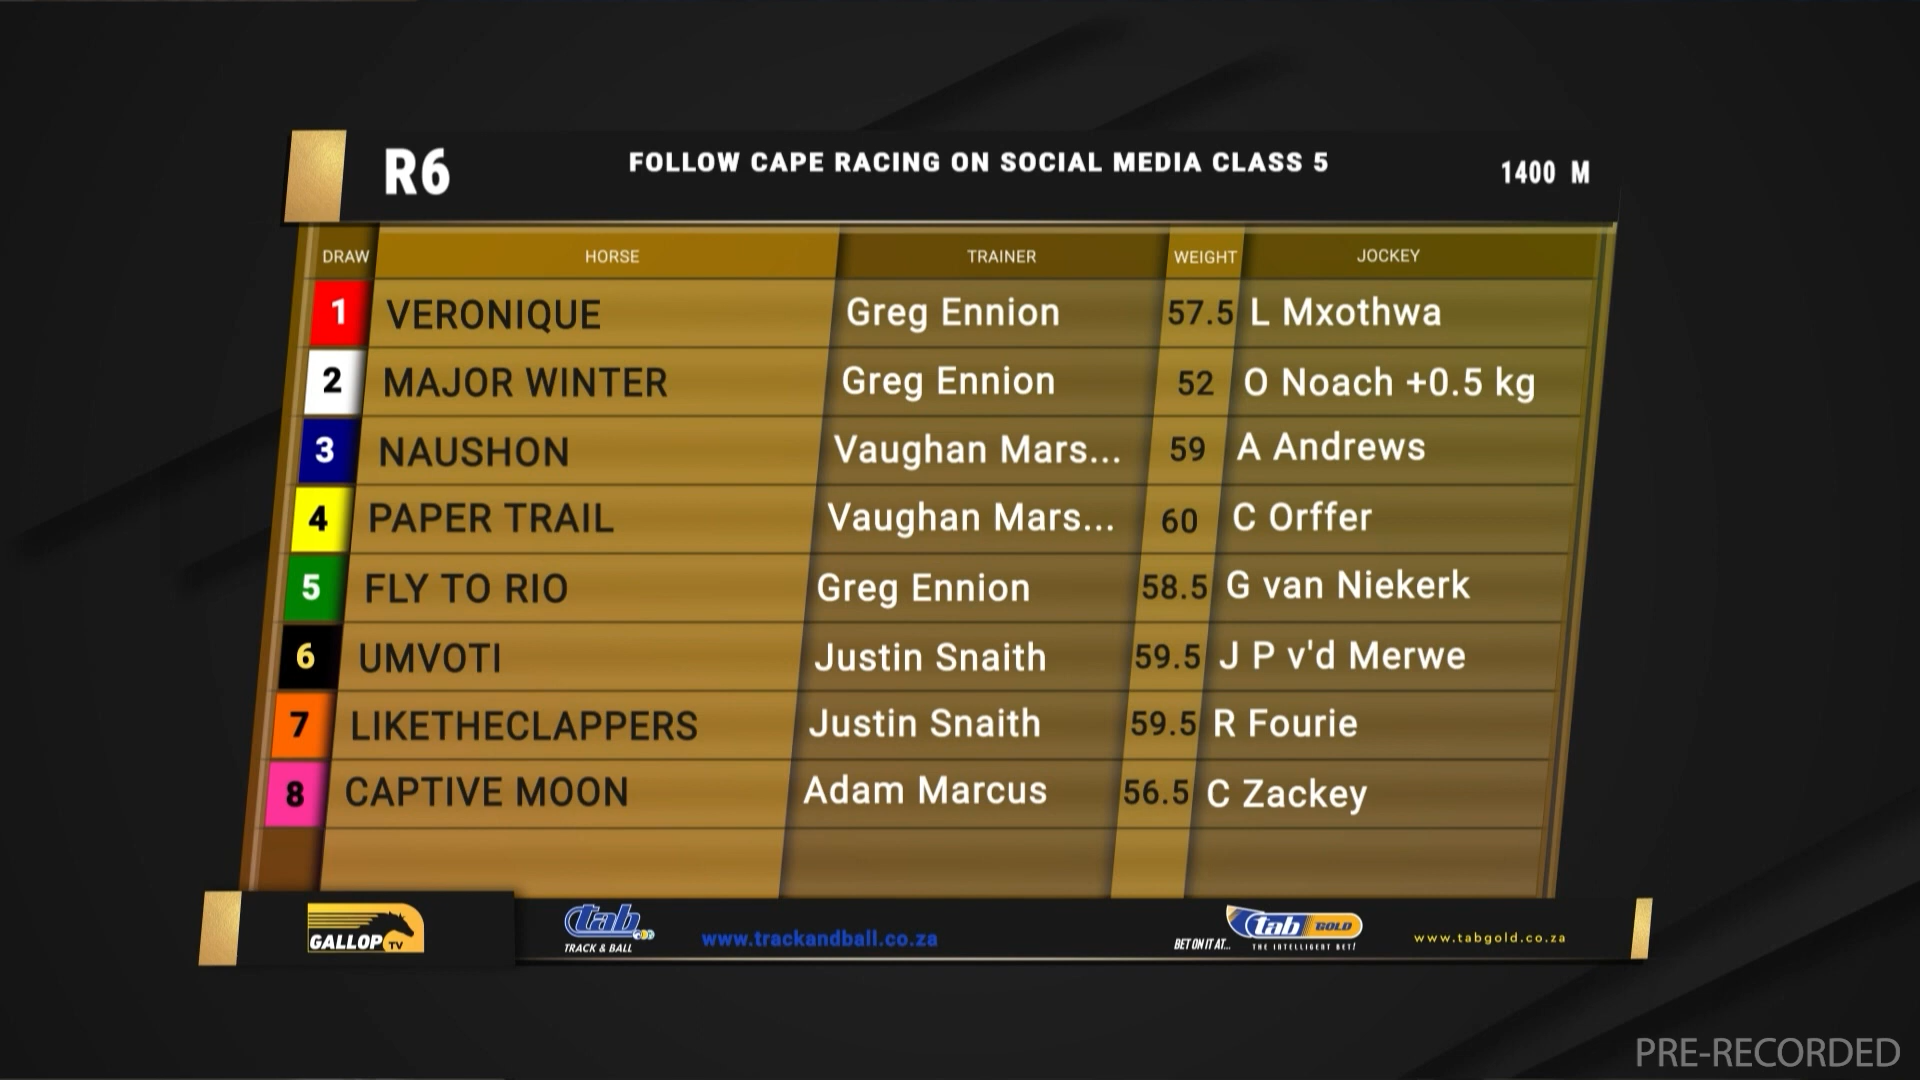 R6 FOLLOW CAPE RACING ON SOCIAL MEDIA CLASS 5 1400 M
DRAW HORSE TRAINER WEIGHT JOCKEY
1 VERONIQUE Greg Ennion 57.5 L Mxothwa
2 MAJOR WINTER Greg Ennion 52 O Noach +0.5 kg
3 NAUSHON Vaughan Mars... 59 A Andrews
4 PAPER TRAIL Vaughan Mars... 60 C Orffer
5 FLY TO RIO Greg Ennion 58.5 G van Niekerk
6 UMVOTI Justin Snaith 59.5 J P v'd Merwe
7 LIKETHECLAPPERS Justin Snaith 59.5 R Fourie
8 CAPTIVE MOON Adam Marcus 56.5 C Zackey
GALLOP TV
tab
TRACK & BALL
www.trackandball.co.za
BET ON IT AT...
tab GOLD
THE INTELLIGENT BET!
www.tabgold.co.za
PRE-RECORDED